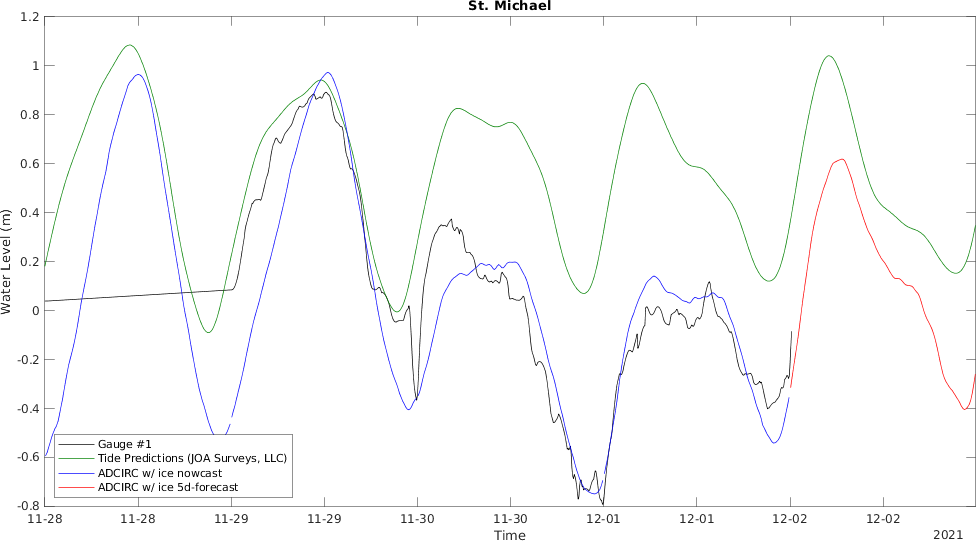 St. Michael
1.2
1
0.8
0.6
0.4
0.2
0
-0.2
-0.4
-0.6
-0.8
Water Level (m)
Gauge #1
Tide Predictions (JOA Surveys, LLC)
ADCIRC w/ ice nowcast
ADCIRC w/ ice 5d-forecast
11-28 11-28 11-29 11-29 11-30 11-30 12-01 12-01 12-02 12-02
Time
2021